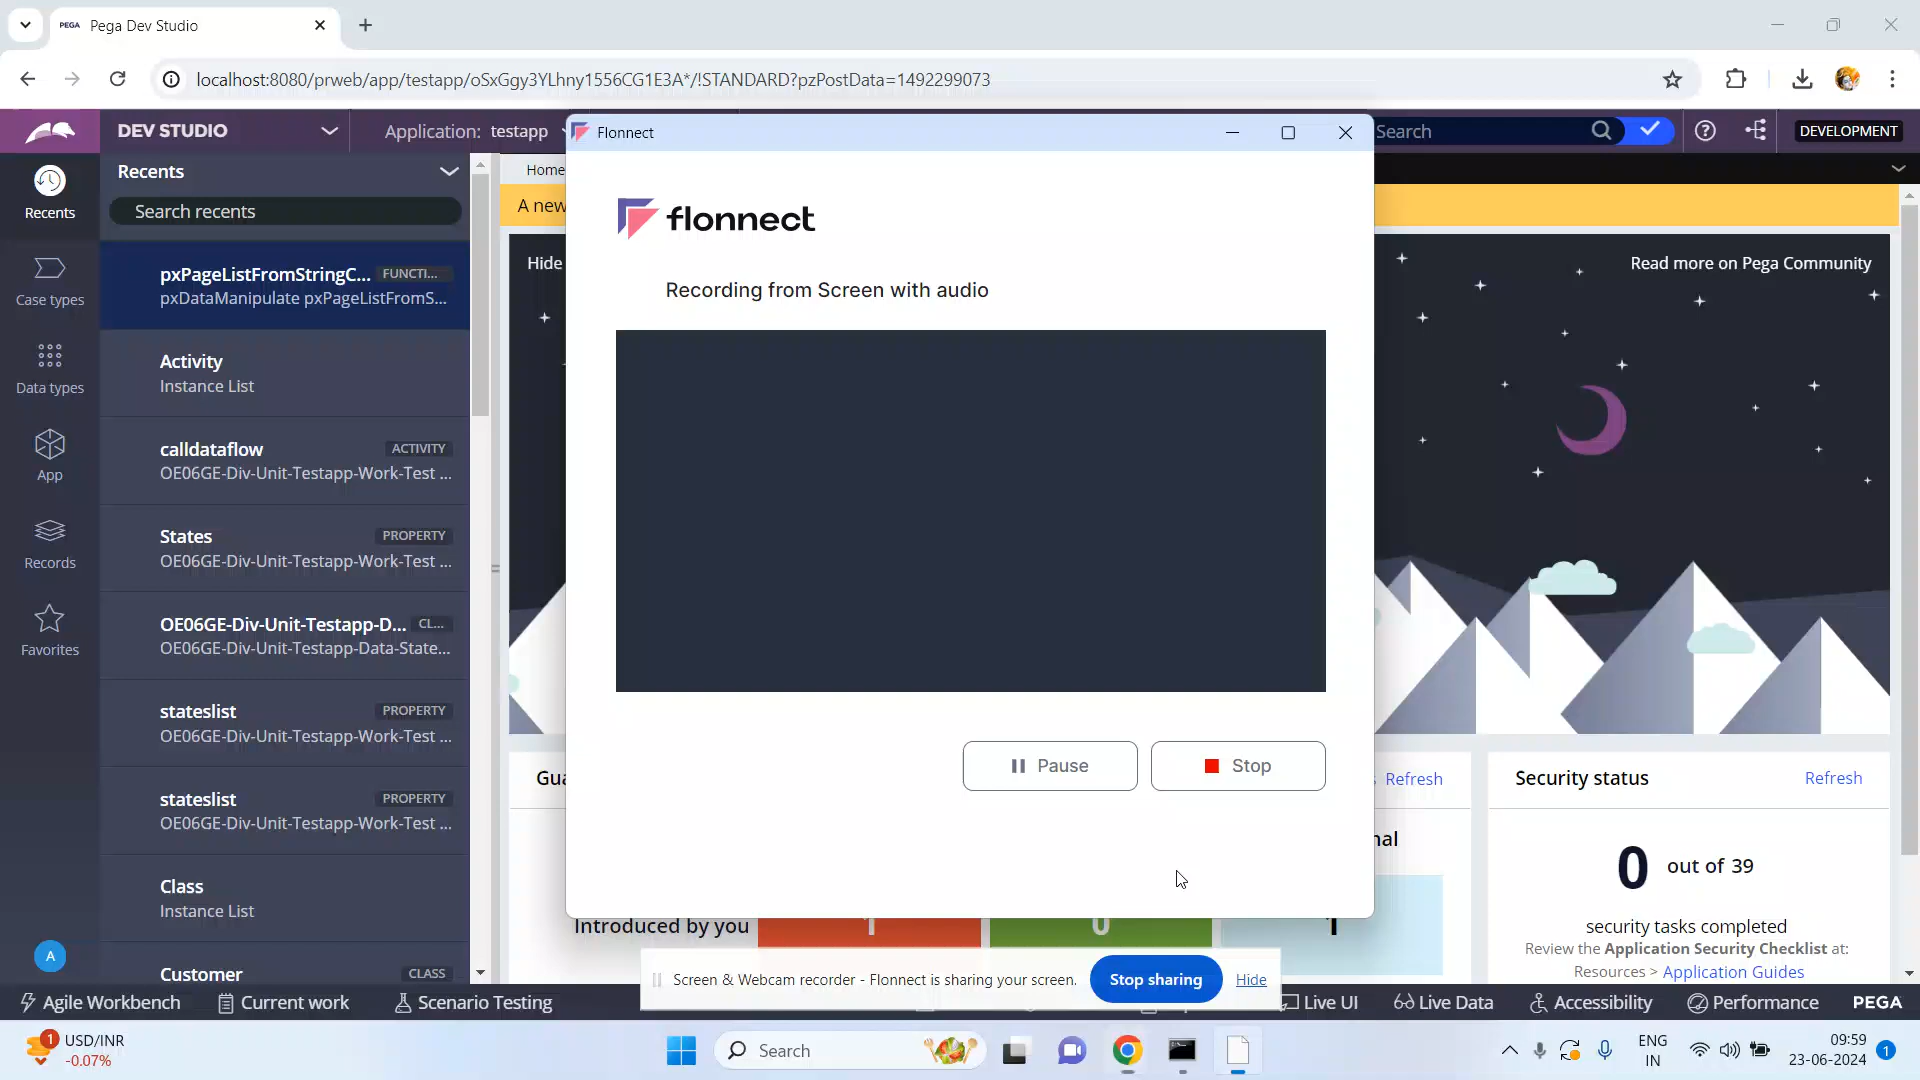 PEGA Pega Dev Studio
localhost:8080/prweb/app/testapp/oSxGgy3YLhny1556CG1E3A*/!STANDARD?pzPostData=1492299073
DEV STUDIO
Application: testapp
Flonnect
Search
DEVELOPMENT
Recents
Recents
Search recents
Home
A new
Case types
Data types
App
Records
Favorites
pxPageListFromStringC... FUNCTI...
pxDataManipulate pxPageListFromS...
Activity
Instance List
calldataflow ACTIVITY
OE06GE-Div-Unit-Testapp-Work-Test ...
States PROPERTY
OE06GE-Div-Unit-Testapp-Work-Test ...
OE06GE-Div-Unit-Testapp-D... CL...
OE06GE-Div-Unit-Testapp-Data-State...
stateslist PROPERTY
OE06GE-Div-Unit-Testapp-Work-Test ...
stateslist PROPERTY
OE06GE-Div-Unit-Testapp-Work-Test ...
Class
Instance List
Customer CLASS
A
Hide
Read more on Pega Community
flonnect
Recording from Screen with audio
Pause
Stop
Gua
Refresh
Security status
Refresh
nal
0 out of 39
Introduced by you
1
0
1
security tasks completed
Review the Application Security Checklist at:
Resources > Application Guides
Screen & Webcam recorder - Flonnect is sharing your screen.
Stop sharing
Hide
Agile Workbench
Current work
Scenario Testing
Live UI
Live Data
Accessibility
Performance
PEGA
1
USD/INR
-0.07%
Search
ENG
IN
09:59
23-06-2024
1